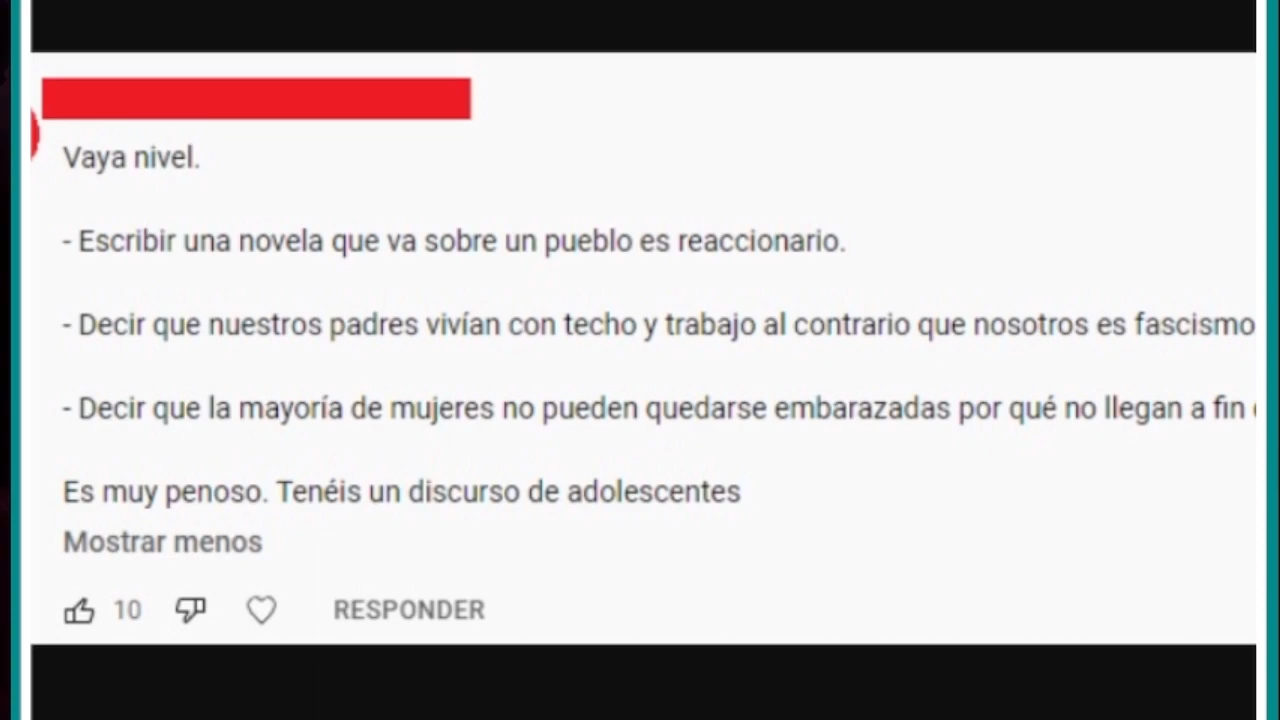 Vaya nivel.
- Escribir una novela que va sobre un pueblo es reaccionario.
- Decir que nuestros padres vivían con techo y trabajo al contrario que nosotros es fascismo
- Decir que la mayoría de mujeres no pueden quedarse embarazadas por qué no llegan a fin
Es muy penoso. Tenéis un discurso de adolescentes
Mostrar menos
10 RESPONDER